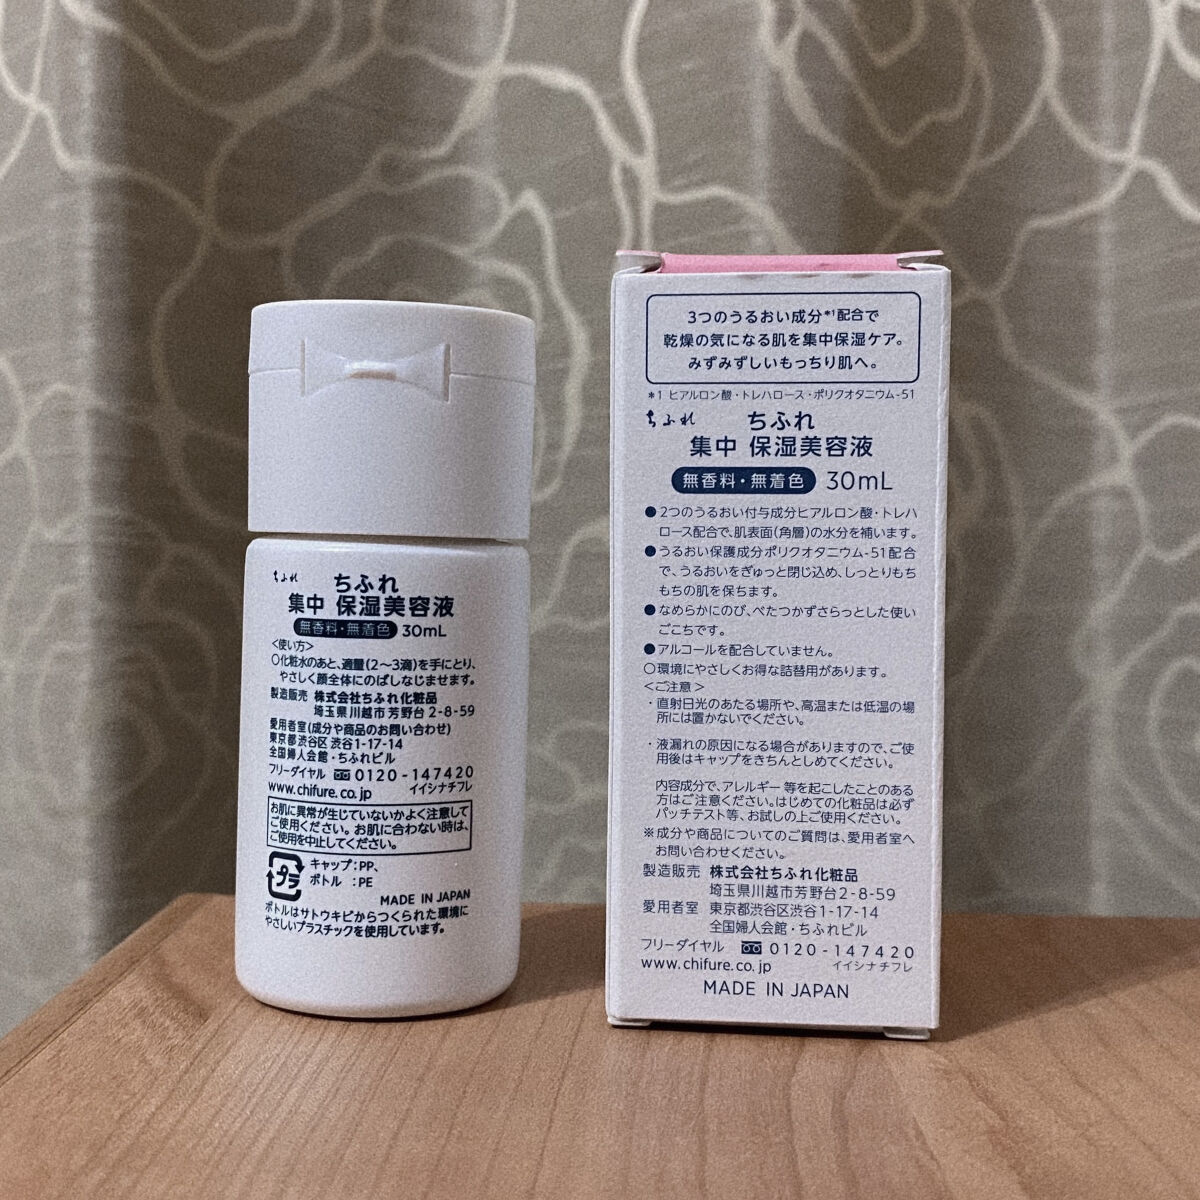 ちふれ ちふれ
集中 保湿美容液
無香料・無着色 30mL
<使い方>
○化粧水のあと、適量(2〜3滴)を手にとり、
やさしく顔全体にのばしなじませます。
製造販売 株式会社ちふれ化粧品
埼玉県川越市芳野台2-8-59
愛用者室(成分や商品のお問い合わせ)
東京都渋谷区渋谷1-17-14
全国婦人会館・ちふれビル
フリーダイヤル 0120-147420
www.chifure.co.jp イイシナチフレ
お肌に異常が生じていないかよく注意して
ご使用ください。お肌に合わない時は、
ご使用を中止してください。
プラ
キャップ:PP、
ボトル :PE
MADE IN JAPAN
ボトルはサトウキビからつくられた環境に
やさしいプラスチックを使用しています。
3つのうるおい成分*1配合で
乾燥の気になる肌を集中保湿ケア。
みずみずしいもっちり肌へ。
*1 ヒアルロン酸・トレハロース・ポリクオタニウム-51
ちふれ ちふれ
集中 保湿美容液
無香料・無着色 30mL
●2つのうるおい付与成分ヒアルロン酸・トレハ
ロース配合で、肌表面(角層)の水分を補います。
●うるおい保護成分ポリクオタニウム-51配合
で、うるおいをぎゅっと閉じ込め、しっとりもち
もちの肌を保ちます。
●なめらかにのび、べたつかずさらっとした使い
ごこちです。
●アルコールを配合していません。
○環境にやさしくお得な詰替用があります。
<ご注意>
・直射日光のあたる場所や、高温または低温の場
所には置かないでください。
・液漏れの原因になる場合がありますので、ご使
用後はキャップをきちんとしめてください。
内容成分で、アレルギー等を起こしたことのある
方はご注意ください。はじめての化粧品は必ず
パッチテスト等、お試しの上ご使用ください。
※成分や商品についてのご質問は、愛用者室へ
お問い合わせください。
製造販売 株式会社ちふれ化粧品
埼玉県川越市芳野台2-8-59
愛用者室 東京都渋谷区渋谷1-17-14
全国婦人会館・ちふれビル
フリーダイヤル 0120-147420
www.chifure.co.jp イイシナチフレ
MADE IN JAPAN